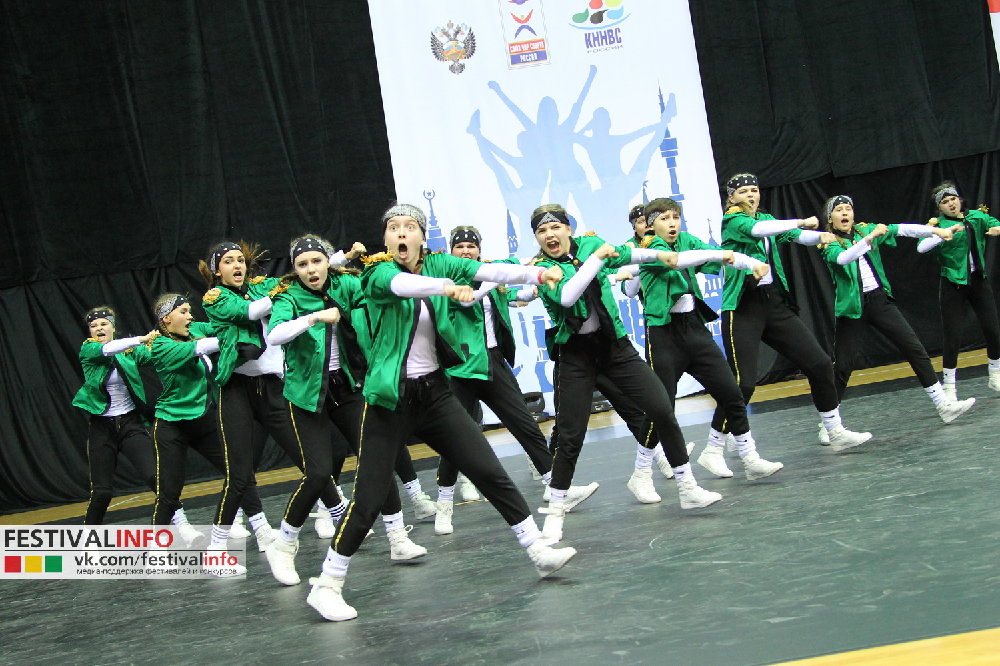 СОЮЗ ЧИР СПОРТА
РОССИИ
КННВС
РОССИИ
FESTIVALINFO
vk.com/festivalinfo
медиа-поддержка фестивалей и конкурсов